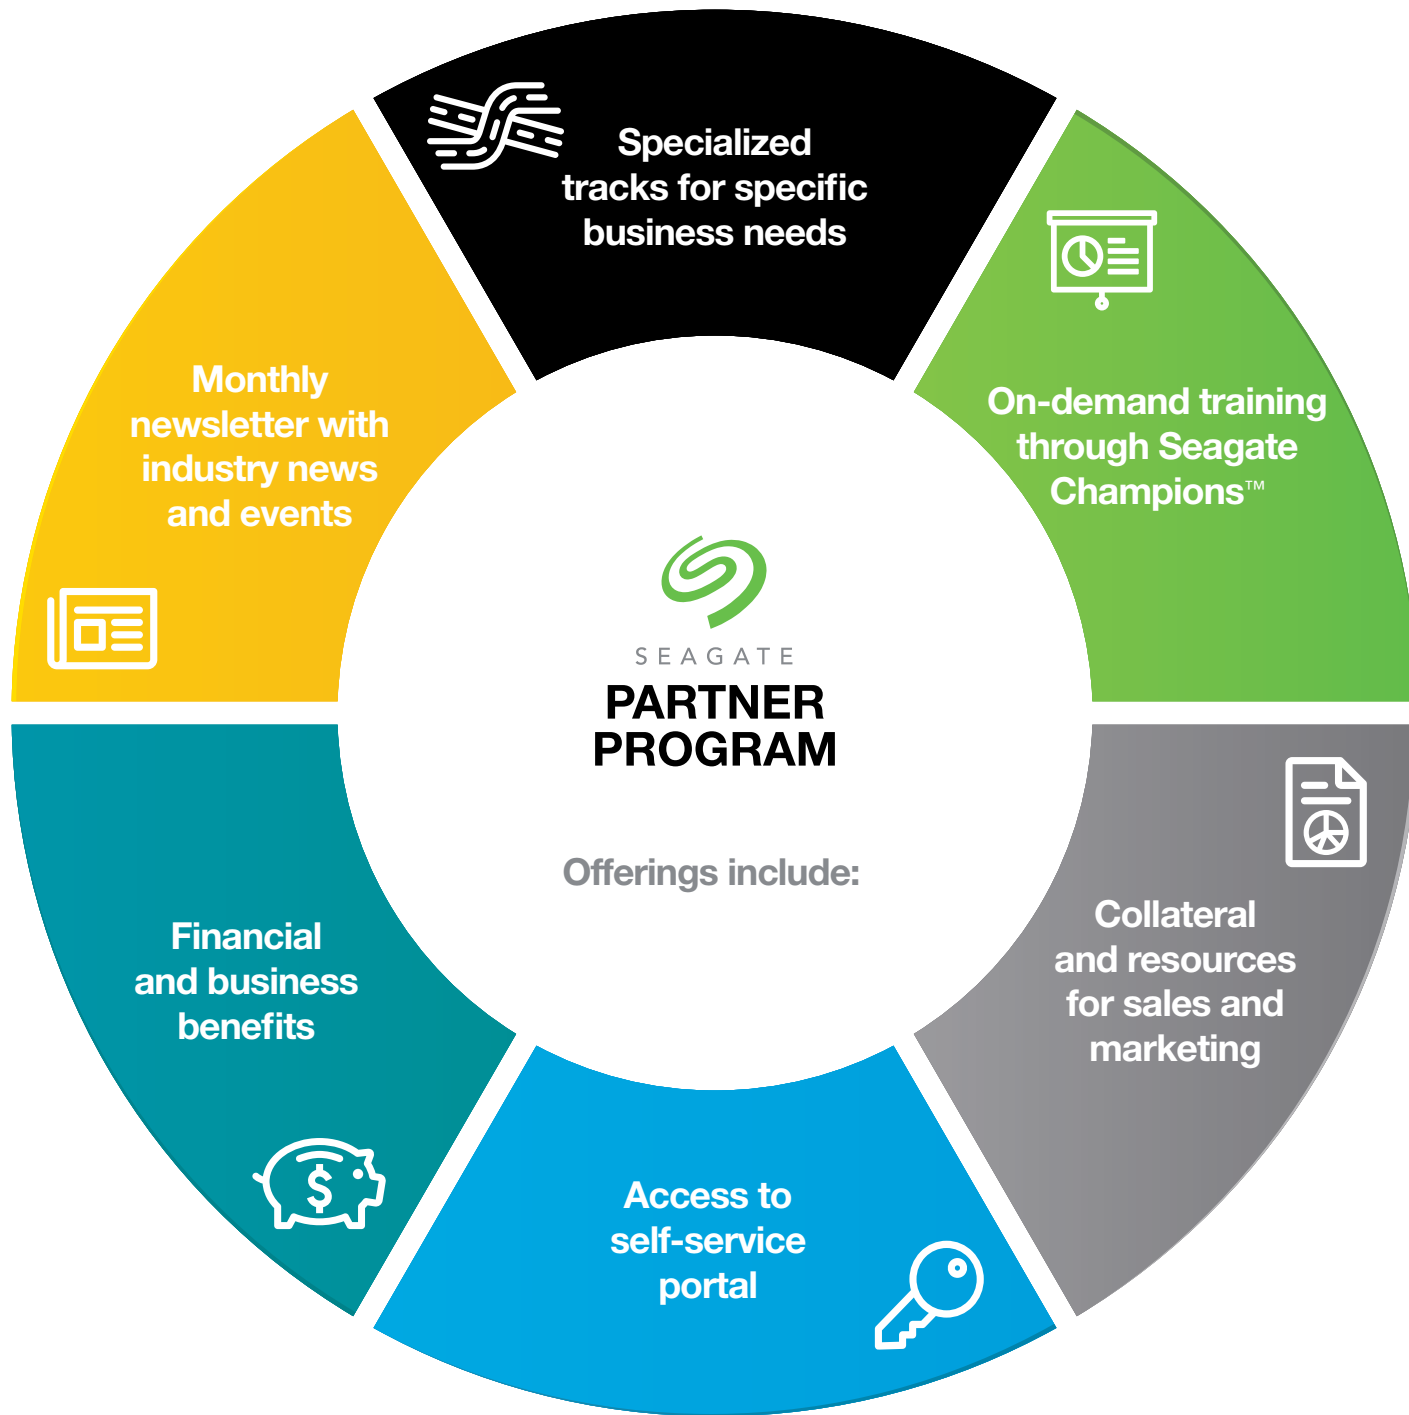 Specialized
tracks for specific
business needs
On-demand training
through Seagate
Champions™
Collateral
and resources
for sales and
marketing
Access to
self-service
portal
$
Financial
and business
benefits
Monthly
newsletter with
industry news
and events
SEAGATE
PARTNER
PROGRAM
Offerings include: